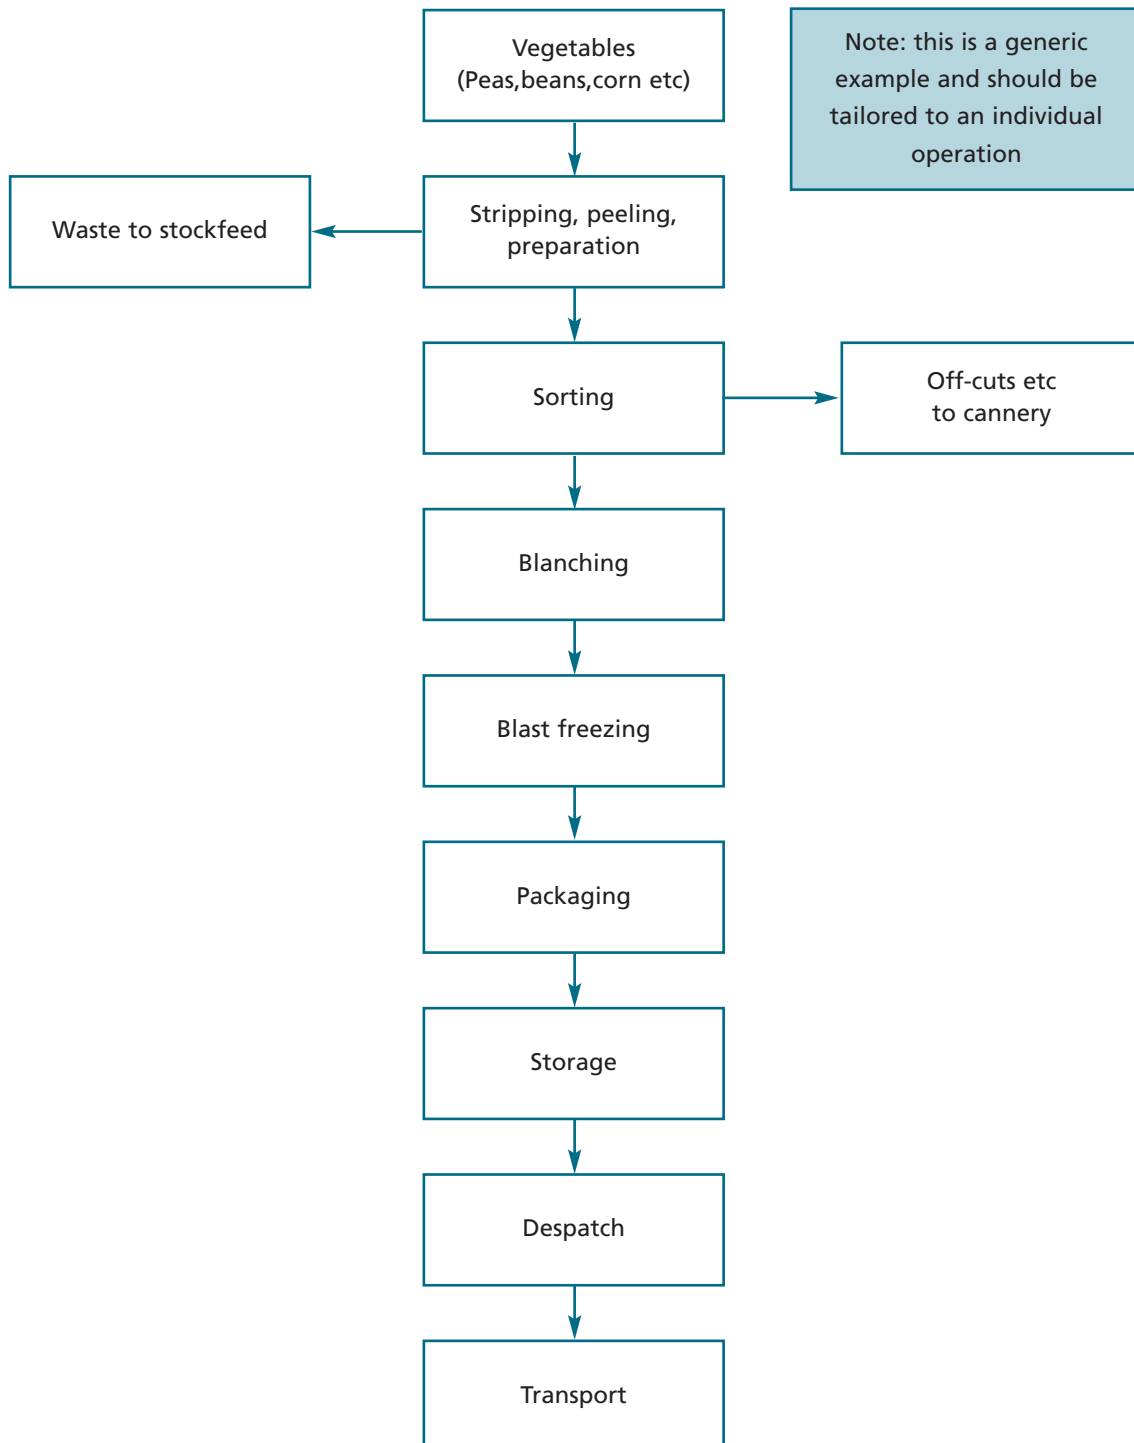 Vegetables
(Peas,beans,corn etc)
Note: this is a generic
example and should be
tailored to an individual
operation
Waste to stockfeed
Stripping, peeling,
preparation
Sorting
Off-cuts etc
to cannery
Blanching
Blast freezing
Packaging
Storage
Despatch
Transport